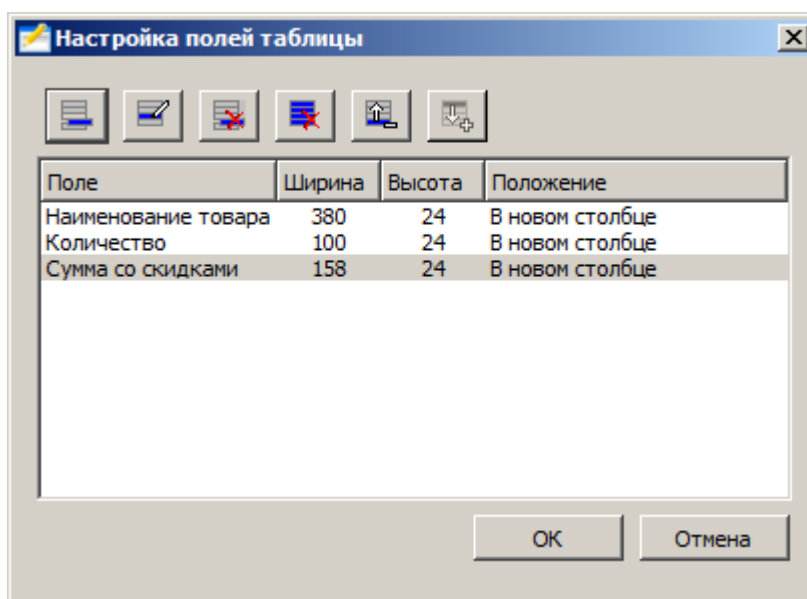 Настройка полей таблицы
Поле Ширина Высота Положение
Наименование товара 380 24 В новом столбце
Количество 100 24 В новом столбце
Сумма со скидками 158 24 В новом столбце
ОК Отмена